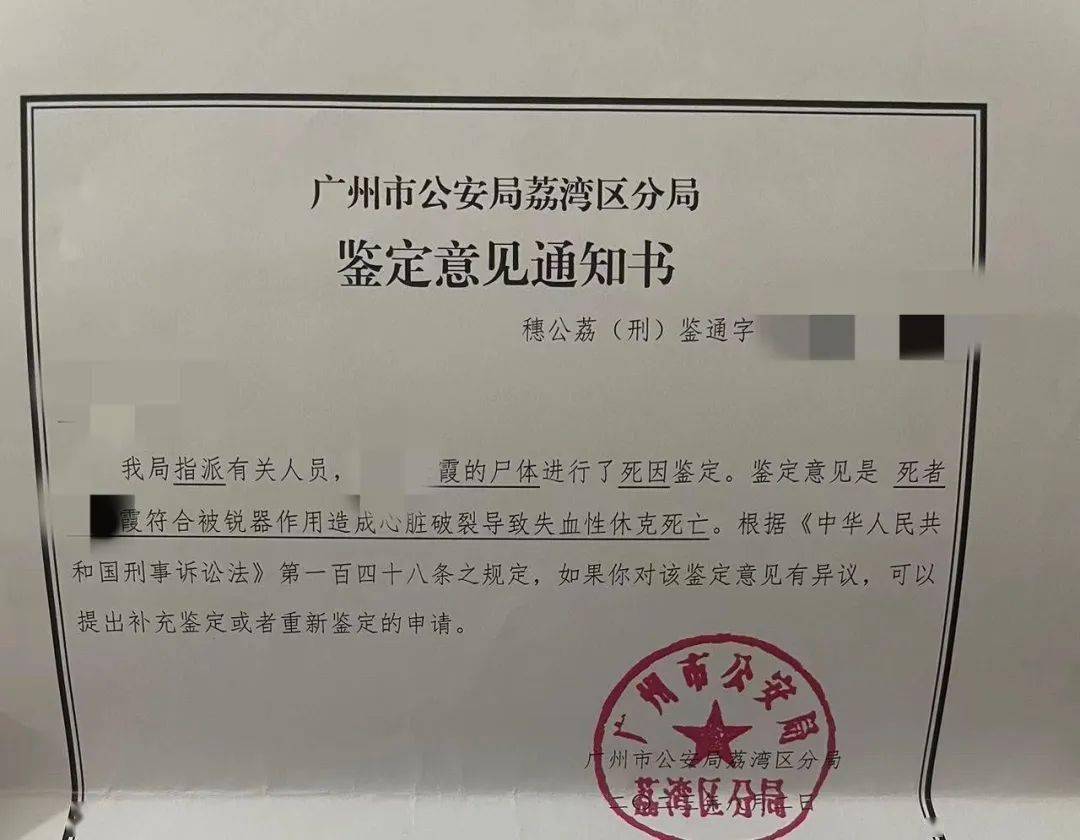 广州市公安局荔湾区分局
鉴定意见通知书
穗公荔（刑）鉴通字
我局指派有关人员，
霞的尸体进行了死因鉴定。鉴定意见是 死者
霞符合被锐器作用造成心脏破裂导致失血性休克死亡。根据《中华人民共
和国刑事诉讼法》第一百四十八条之规定，如果你对该鉴定意见有异议，可以
提出补充鉴定或者重新鉴定的申请。
广州市公安局
广州市公安局荔湾区分局
荔湾区分局